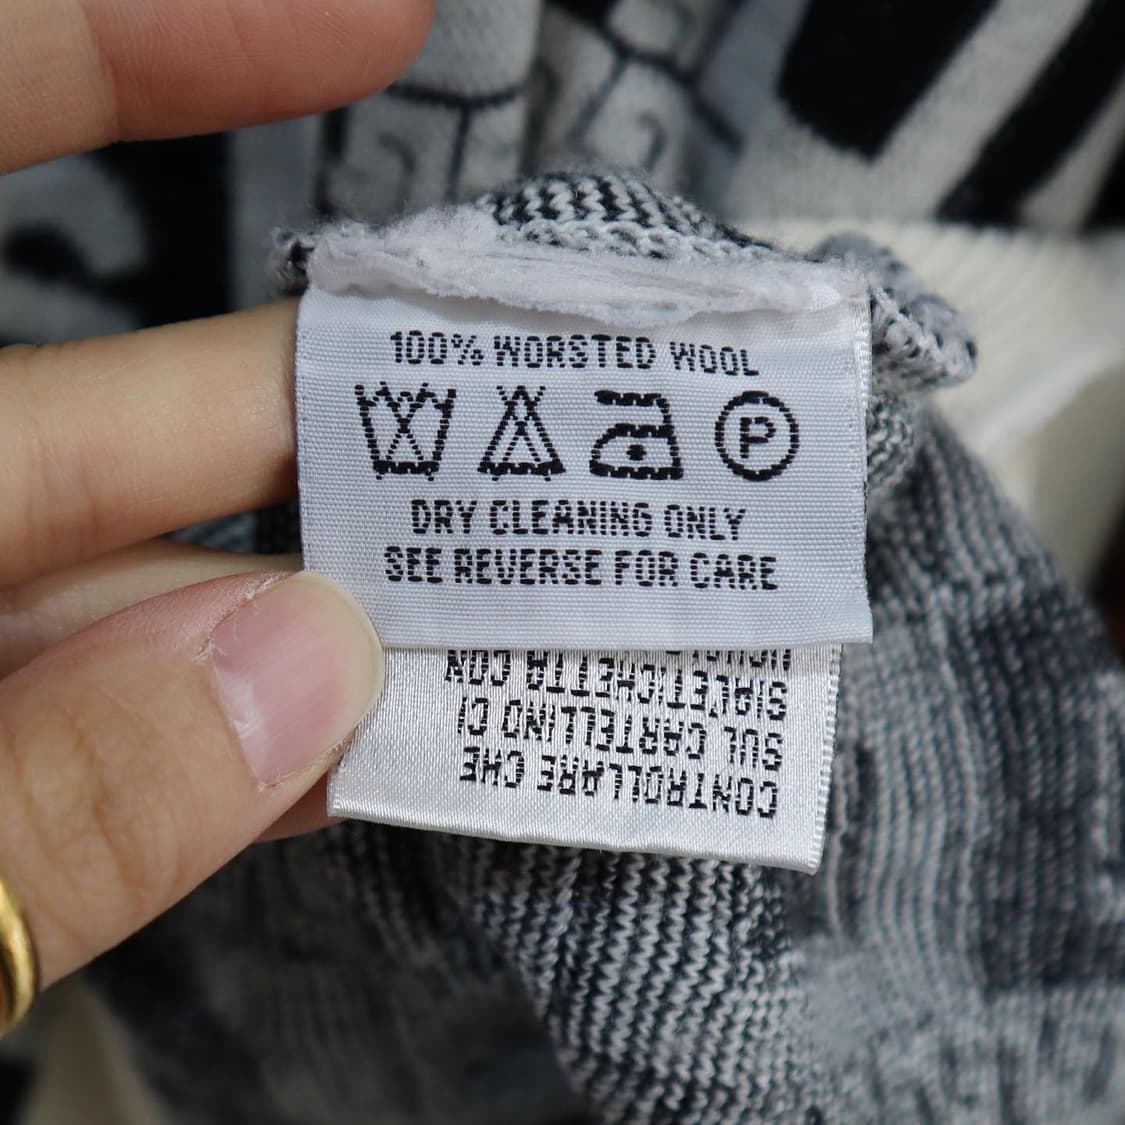 100% WORSTED WOOL
P
DRY CLEANING ONLY
SEE REVERSE FOR CARE
CONTROLLARE CHE
SUL CARTELLINO CI
SIA L'ETICHETTA CON